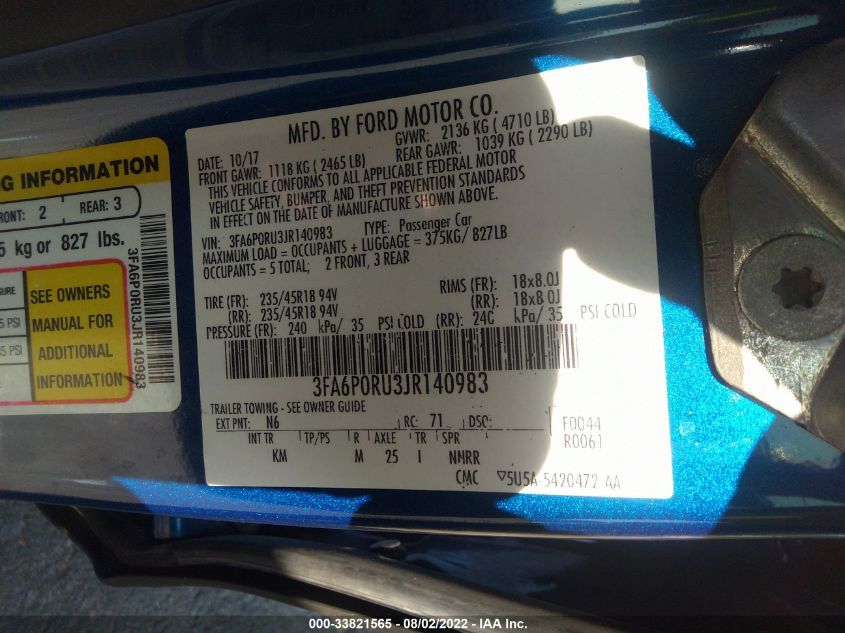 MFD. BY FORD MOTOR CO.
DATE: 10/17
GVWR: 2136 KG ( 4710 LB)
FRONT GAWR: 1118 KG ( 2465 LB)
REAR GAWR: 1039 KG ( 2290 LB)
THIS VEHICLE CONFORMS TO ALL APPLICABLE FEDERAL MOTOR
VEHICLE SAFETY, BUMPER, AND THEFT PREVENTION STANDARDS
IN EFFECT ON THE DATE OF MANUFACTURE SHOWN ABOVE.
VIN: 3FA6P0RU3JR140983 TYPE: Passenger Car
MAXIMUM LOAD = OCCUPANTS + LUGGAGE = 375KG/ 827LB
OCCUPANTS = 5 TOTAL; 2 FRONT, 3 REAR
TIRE (FR): 235/45R18 94V RIMS (FR): 18x8.0J
(RR): 235/45R18 94V (RR): 18x8.0J
PRESSURE (FR): 240 kPa/ 35 PSI COLD (RR): 240 kPa/ 35 PSI COLD
3FA6P0RU3JR140983
TRAILER TOWING - SEE OWNER GUIDE
EXT PNT: N6 RC: 71 DSO: F0044
R0061
INT TR TP/PS R AXLE TR SPR
KM M 25 I NNRR
CMC ▽5U5A-5420472 AA
NG INFORMATION
FRONT: 2 REAR: 3
5 kg or 827 lbs.
SEE OWNERS
MANUAL FOR
ADDITIONAL
INFORMATION
5 PSI
5 PSI
3FA6P0RU3JR140983
000-33821565 - 08/02/2022 - © IAA Inc.